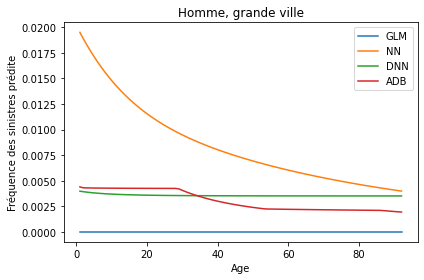 Homme, grande ville
GLM
NN
DNN
ADB
Fréquence des sinistres prédite
0.0200
0.0175
0.0150
0.0125
0.0100
0.0075
0.0050
0.0025
0.0000
0
20
40
60
80
Age